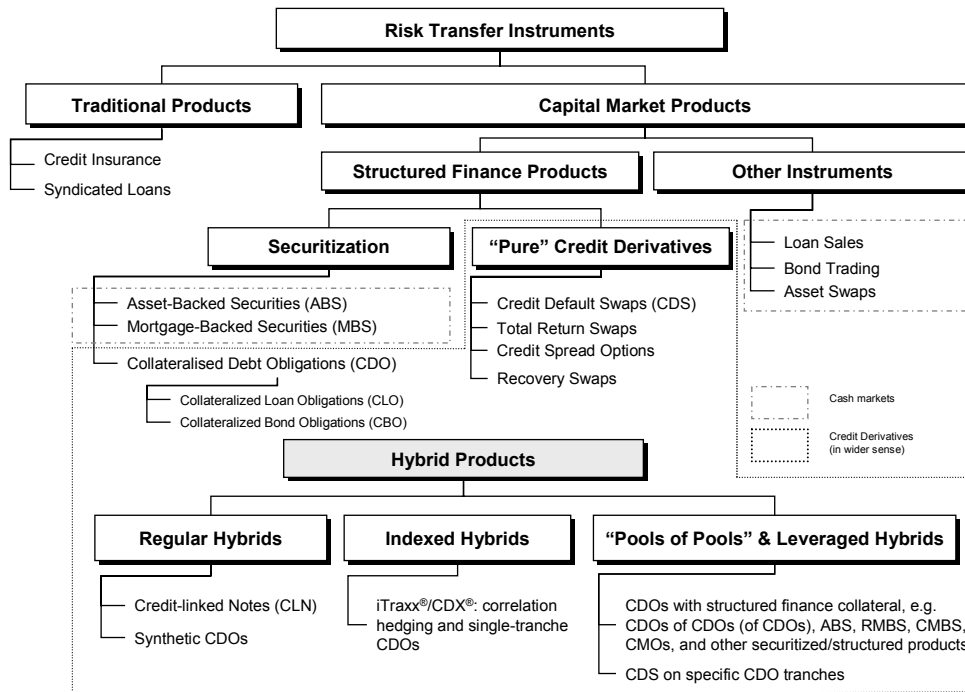 Risk Transfer Instruments
Traditional Products
Capital Market Products
Credit Insurance
Syndicated Loans
Structured Finance Products
Other Instruments
Securitization
“Pure” Credit Derivatives
Loan Sales
Bond Trading
Asset Swaps
Asset-Backed Securities (ABS)
Mortgage-Backed Securities (MBS)
Collateralised Debt Obligations (CDO)
Collateralized Loan Obligations (CLO)
Collateralized Bond Obligations (CBO)
Credit Default Swaps (CDS)
Total Return Swaps
Credit Spread Options
Recovery Swaps
Cash markets
Credit Derivatives
(in wider sense)
Hybrid Products
Regular Hybrids
Indexed Hybrids
“Pools of Pools” & Leveraged Hybrids
Credit-linked Notes (CLN)
Synthetic CDOs
iTraxx®/CDX®: correlation
hedging and single-tranche
CDOs
CDOs with structured finance collateral, e.g.
CDOs of CDOs (of CDOs), ABS, RMBS, CMBS,
CMOs, and other securitized/structured products
CDS on specific CDO tranches